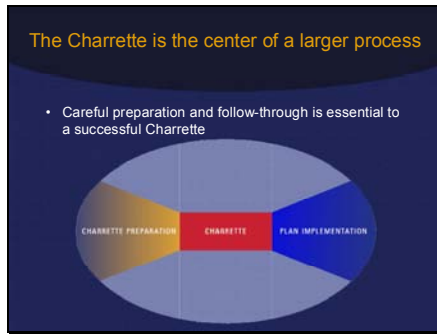 The Charrette is the center of a larger process
• Careful preparation and follow-through is essential to
a successful Charrette
CHARRETTE PREPARATION CHARRETTE PLAN IMPLEMENTATION